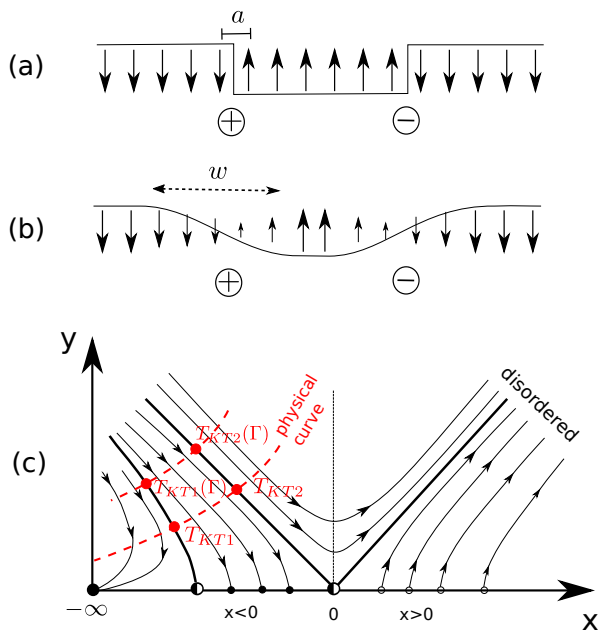 a
(a)
+
−
w
(b)
+
−
y
(c)
disordered
physical
curve
T_{KT2}(Γ)
T_{KT1}(Γ)
T_{KT2}
T_{KT1}
−∞
x<0
0
x>0
x